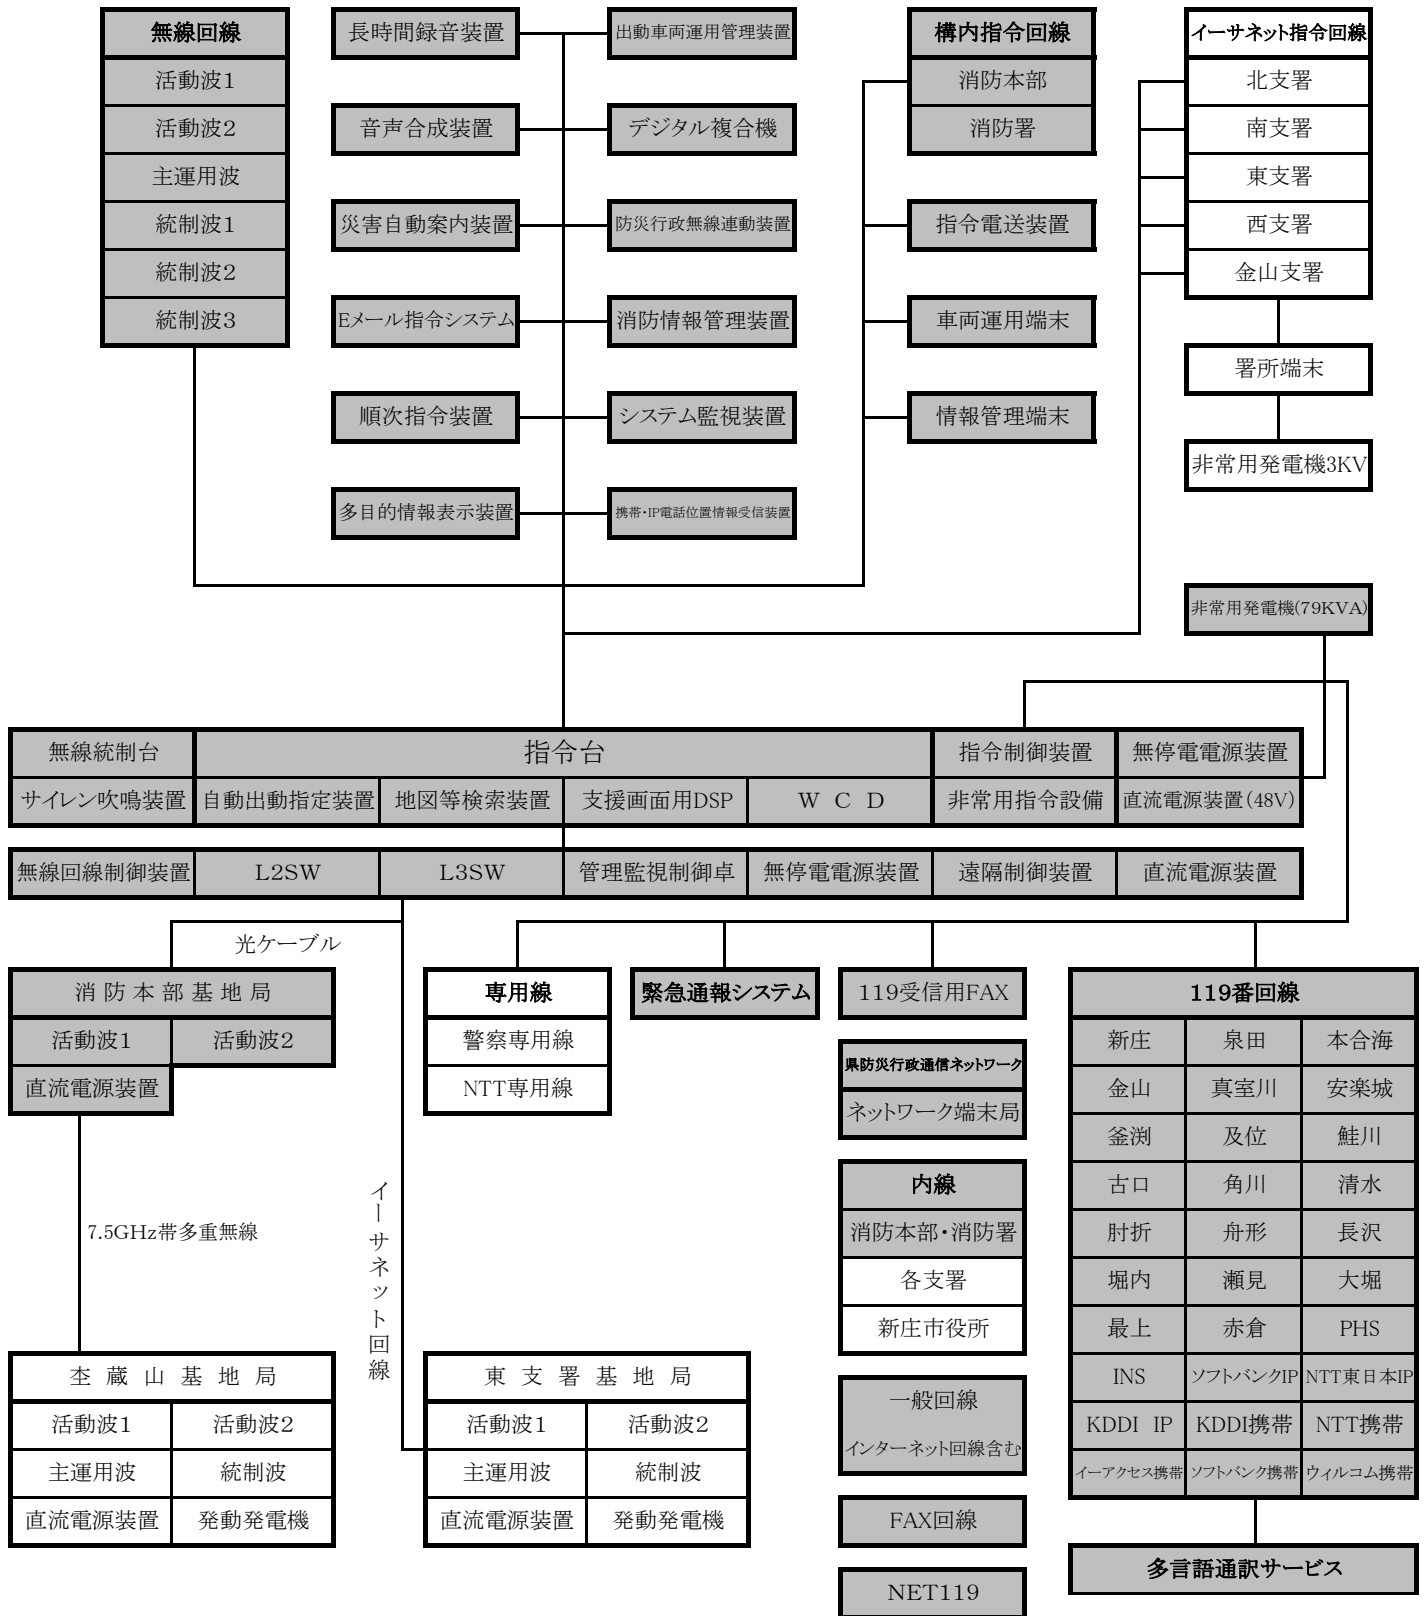 無線回線
活動波1
活動波2
主運用波
統制波1
統制波2
統制波3
長時間録音装置
出動車両運用管理装置
音声合成装置
デジタル複合機
災害自動案内装置
防災行政無線連動装置
Eメール指令システム
消防情報管理装置
順次指令装置
システム監視装置
多目的情報表示装置
携帯・IP電話位置情報受信装置
構内指令回線
消防本部
消防署
指令電送装置
車両運用端末
情報管理端末
イーサネット指令回線
北支署
南支署
東支署
西支署
金山支署
署所端末
非常用発電機3KV
非常用発電機(79KVA)
無線統制台 指令台 指令制御装置 無停電電源装置
サイレン吹鳴装置 自動出動指定装置 地図等検索装置 支援画面用DSP W C D 非常用指令設備 直流電源装置(48V)
無線回線制御装置 L2SW L3SW 管理監視制御卓 無停電電源装置 遠隔制御装置 直流電源装置
光ケーブル
消防本部基地局
活動波1 活動波2
直流電源装置
7.5GHz帯多重無線
イーサネット回線
杢蔵山基地局
活動波1 活動波2
主運用波 統制波
直流電源装置 発動発電機
東支署基地局
活動波1 活動波2
主運用波 統制波
直流電源装置 発動発電機
専用線
警察専用線
NTT専用線
緊急通報システム
119受信用FAX
県防災行政通信ネットワーク
ネットワーク端末局
内線
消防本部・消防署
各支署
新庄市役所
一般回線
インターネット回線含む
FAX回線
NET119
119番回線
新庄 泉田 本合海
金山 真室川 安楽城
釜渕 及位 鮭川
古口 角川 清水
肘折 舟形 長沢
堀内 瀬見 大堀
最上 赤倉 PHS
INS ソフトバンクIP NTT東日本IP
KDDI IP KDDI携帯 NTT携帯
イーアクセス携帯 ソフトバンク携帯 ウィルコム携帯
多言語通訳サービス